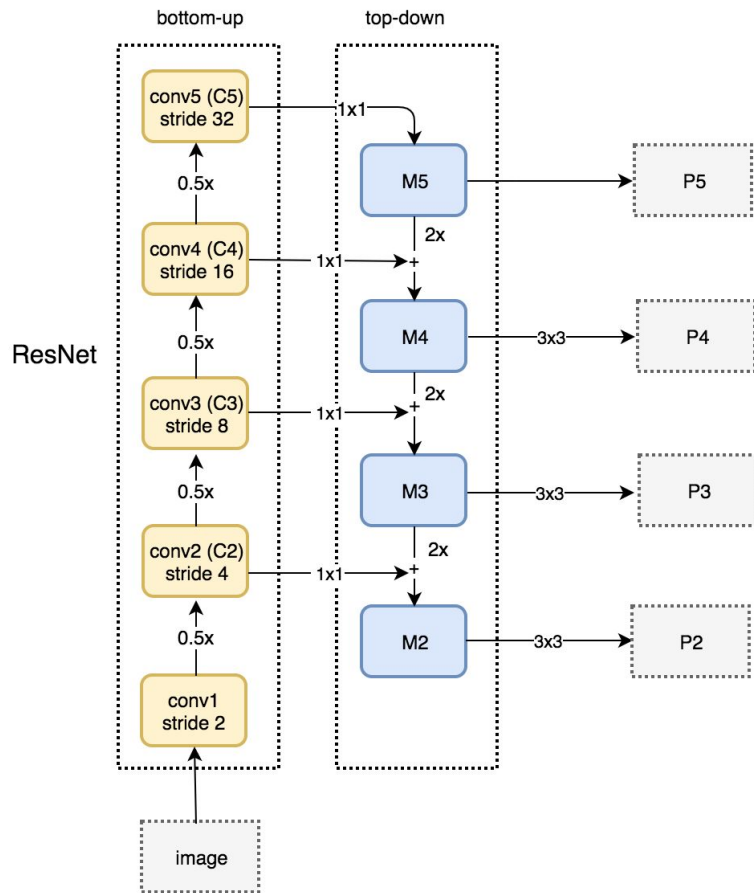 bottom-up
top-down
conv5 (C5)
stride 32
1x1
M5
P5
0.5x
2x
conv4 (C4)
stride 16
1x1
+
M4
3x3
P4
ResNet
0.5x
2x
conv3 (C3)
stride 8
1x1
+
M3
3x3
P3
0.5x
2x
conv2 (C2)
stride 4
1x1
+
M2
3x3
P2
0.5x
conv1
stride 2
image